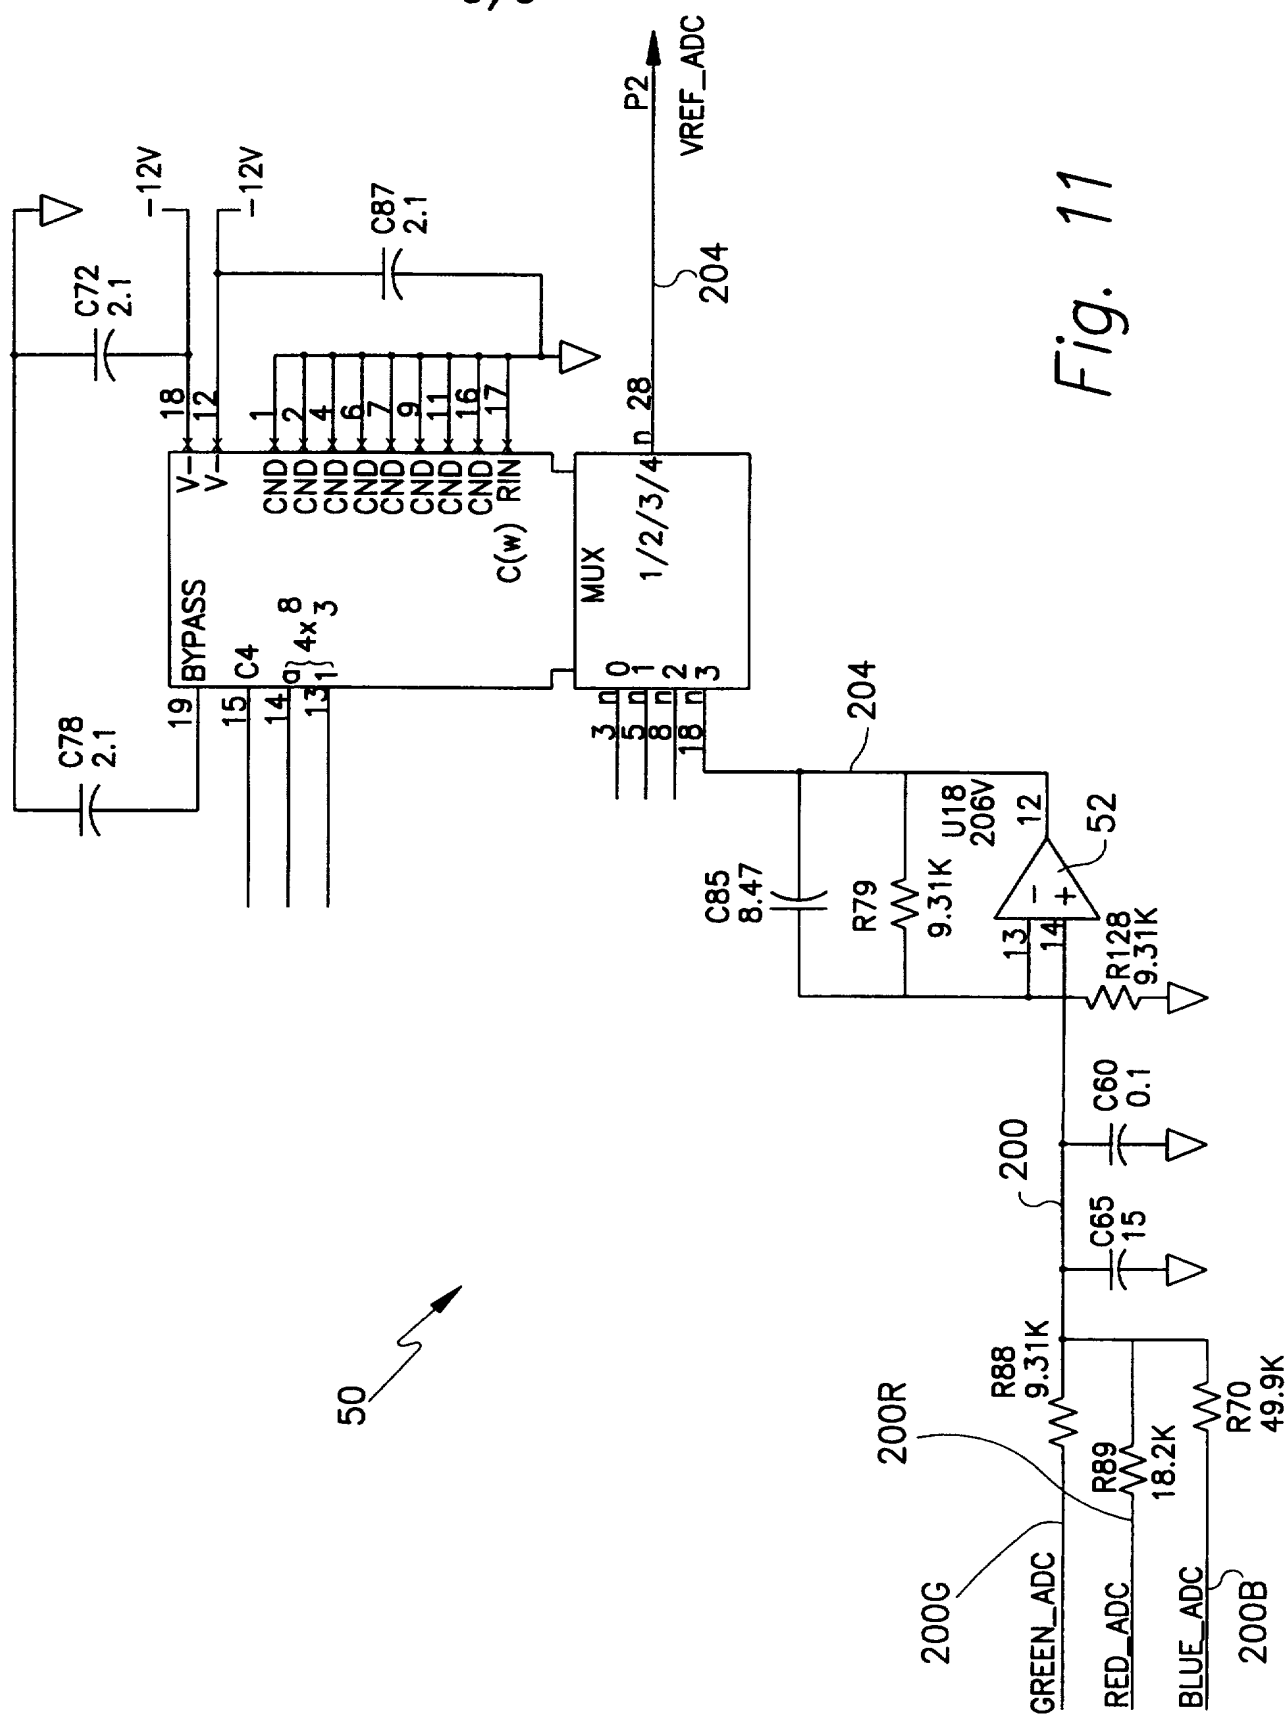 C78
2.1
C72
2.1
-12V
-12V
C87
2.1
19
15
14
13
BYPASS
C4
a
1
4x
8
3
V-
V-
CND
CND
CND
CND
CND
CND
CND
CND
RIN
C(w)
18
12
1
2
4
6
7
9
11
16
17
MUX
3 n 0
5 n 1
8 n 2
18 n 3
1/2/3/4
n 28
P2
VREF_ADC
204
204
C85
8.47
R79
9.31K
U18
206V
12
52
13
14
-
+
R128
9.31K
C60
0.1
200
C65
15
R88
9.31K
R89
18.2K
R70
49.9K
200R
200G
200B
GREEN_ADC
RED_ADC
BLUE_ADC
50
Fig. 11